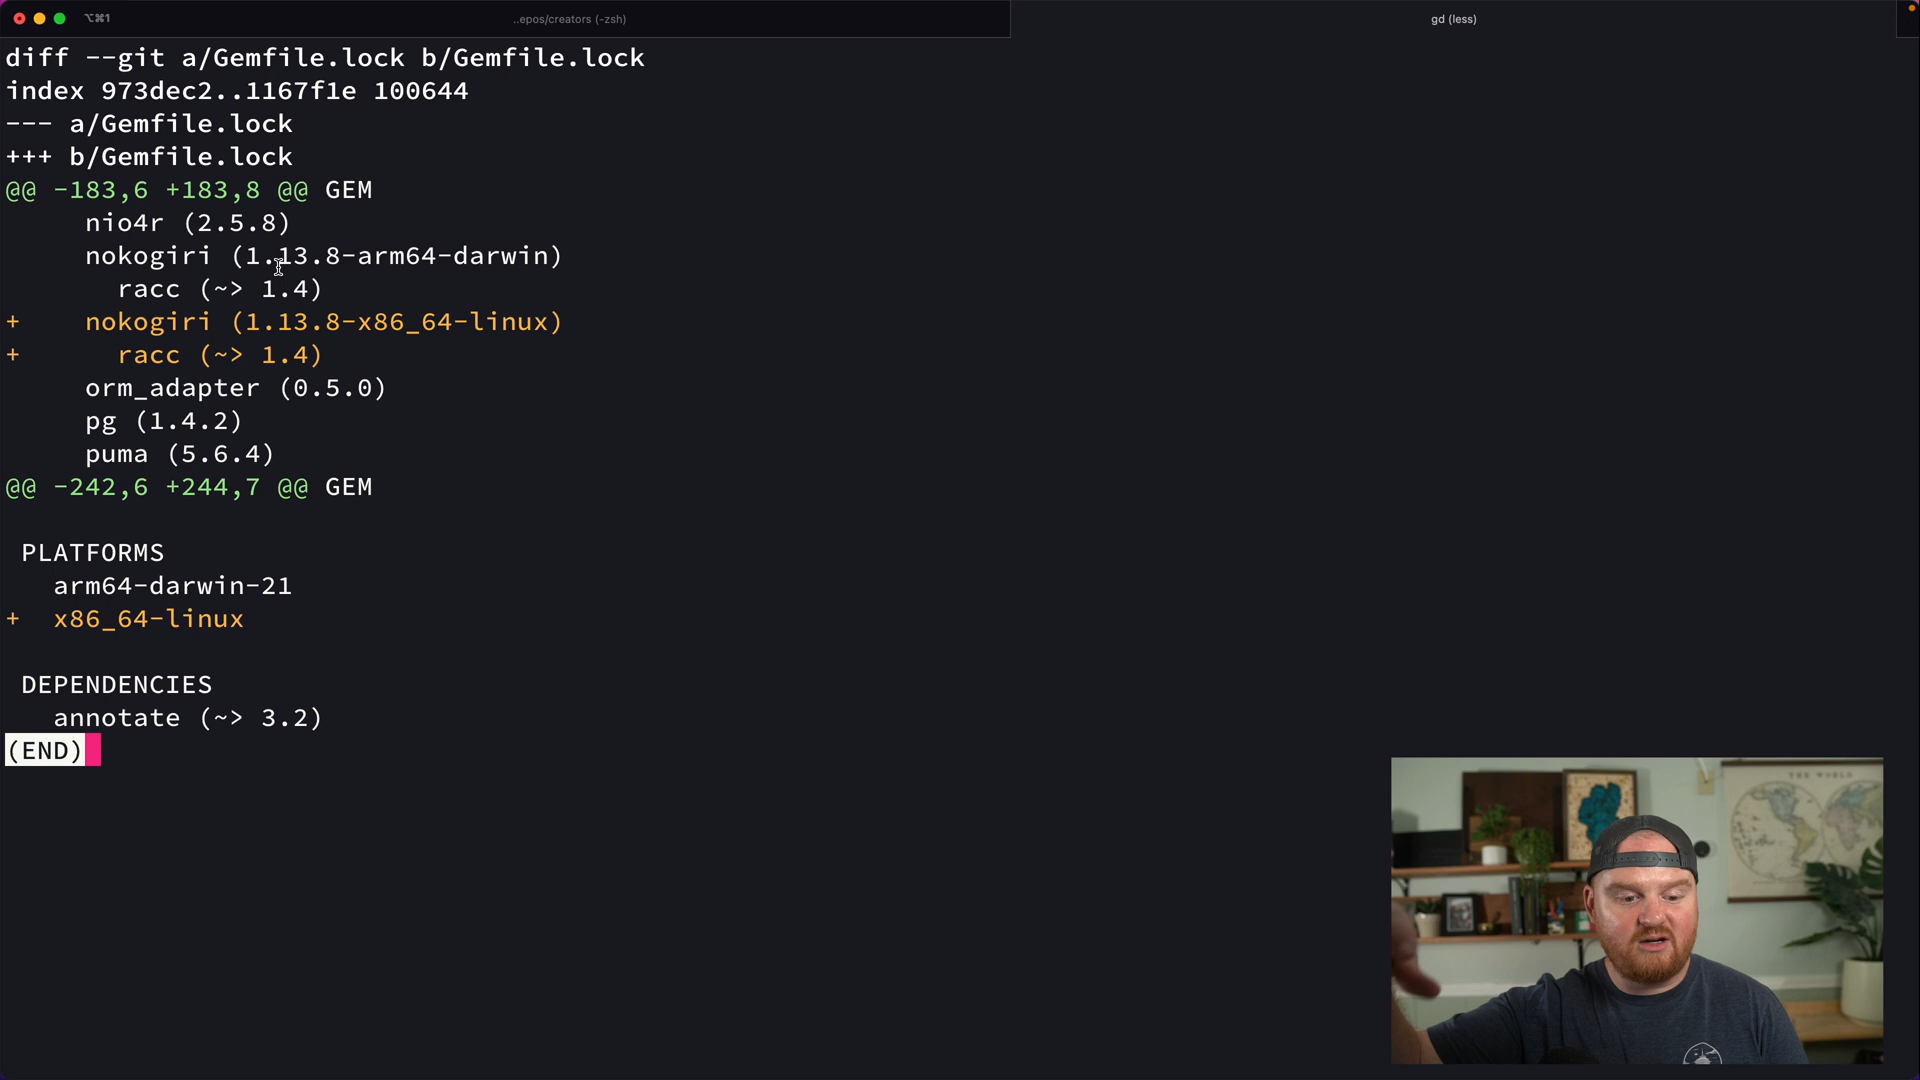 ⌥⌘1
..epos/creators (-zsh)
gd (less)
diff --git a/Gemfile.lock b/Gemfile.lock
index 973dec2..1167f1e 100644
--- a/Gemfile.lock
+++ b/Gemfile.lock
@@ -183,6 +183,8 @@ GEM
     nio4r (2.5.8)
     nokogiri (1.13.8-arm64-darwin)
       racc (~> 1.4)
+    nokogiri (1.13.8-x86_64-linux)
+      racc (~> 1.4)
     orm_adapter (0.5.0)
     pg (1.4.2)
     puma (5.6.4)
@@ -242,6 +244,7 @@ GEM
 PLATFORMS
   arm64-darwin-21
+  x86_64-linux
 DEPENDENCIES
   annotate (~> 3.2)
(END)
THE WORLD